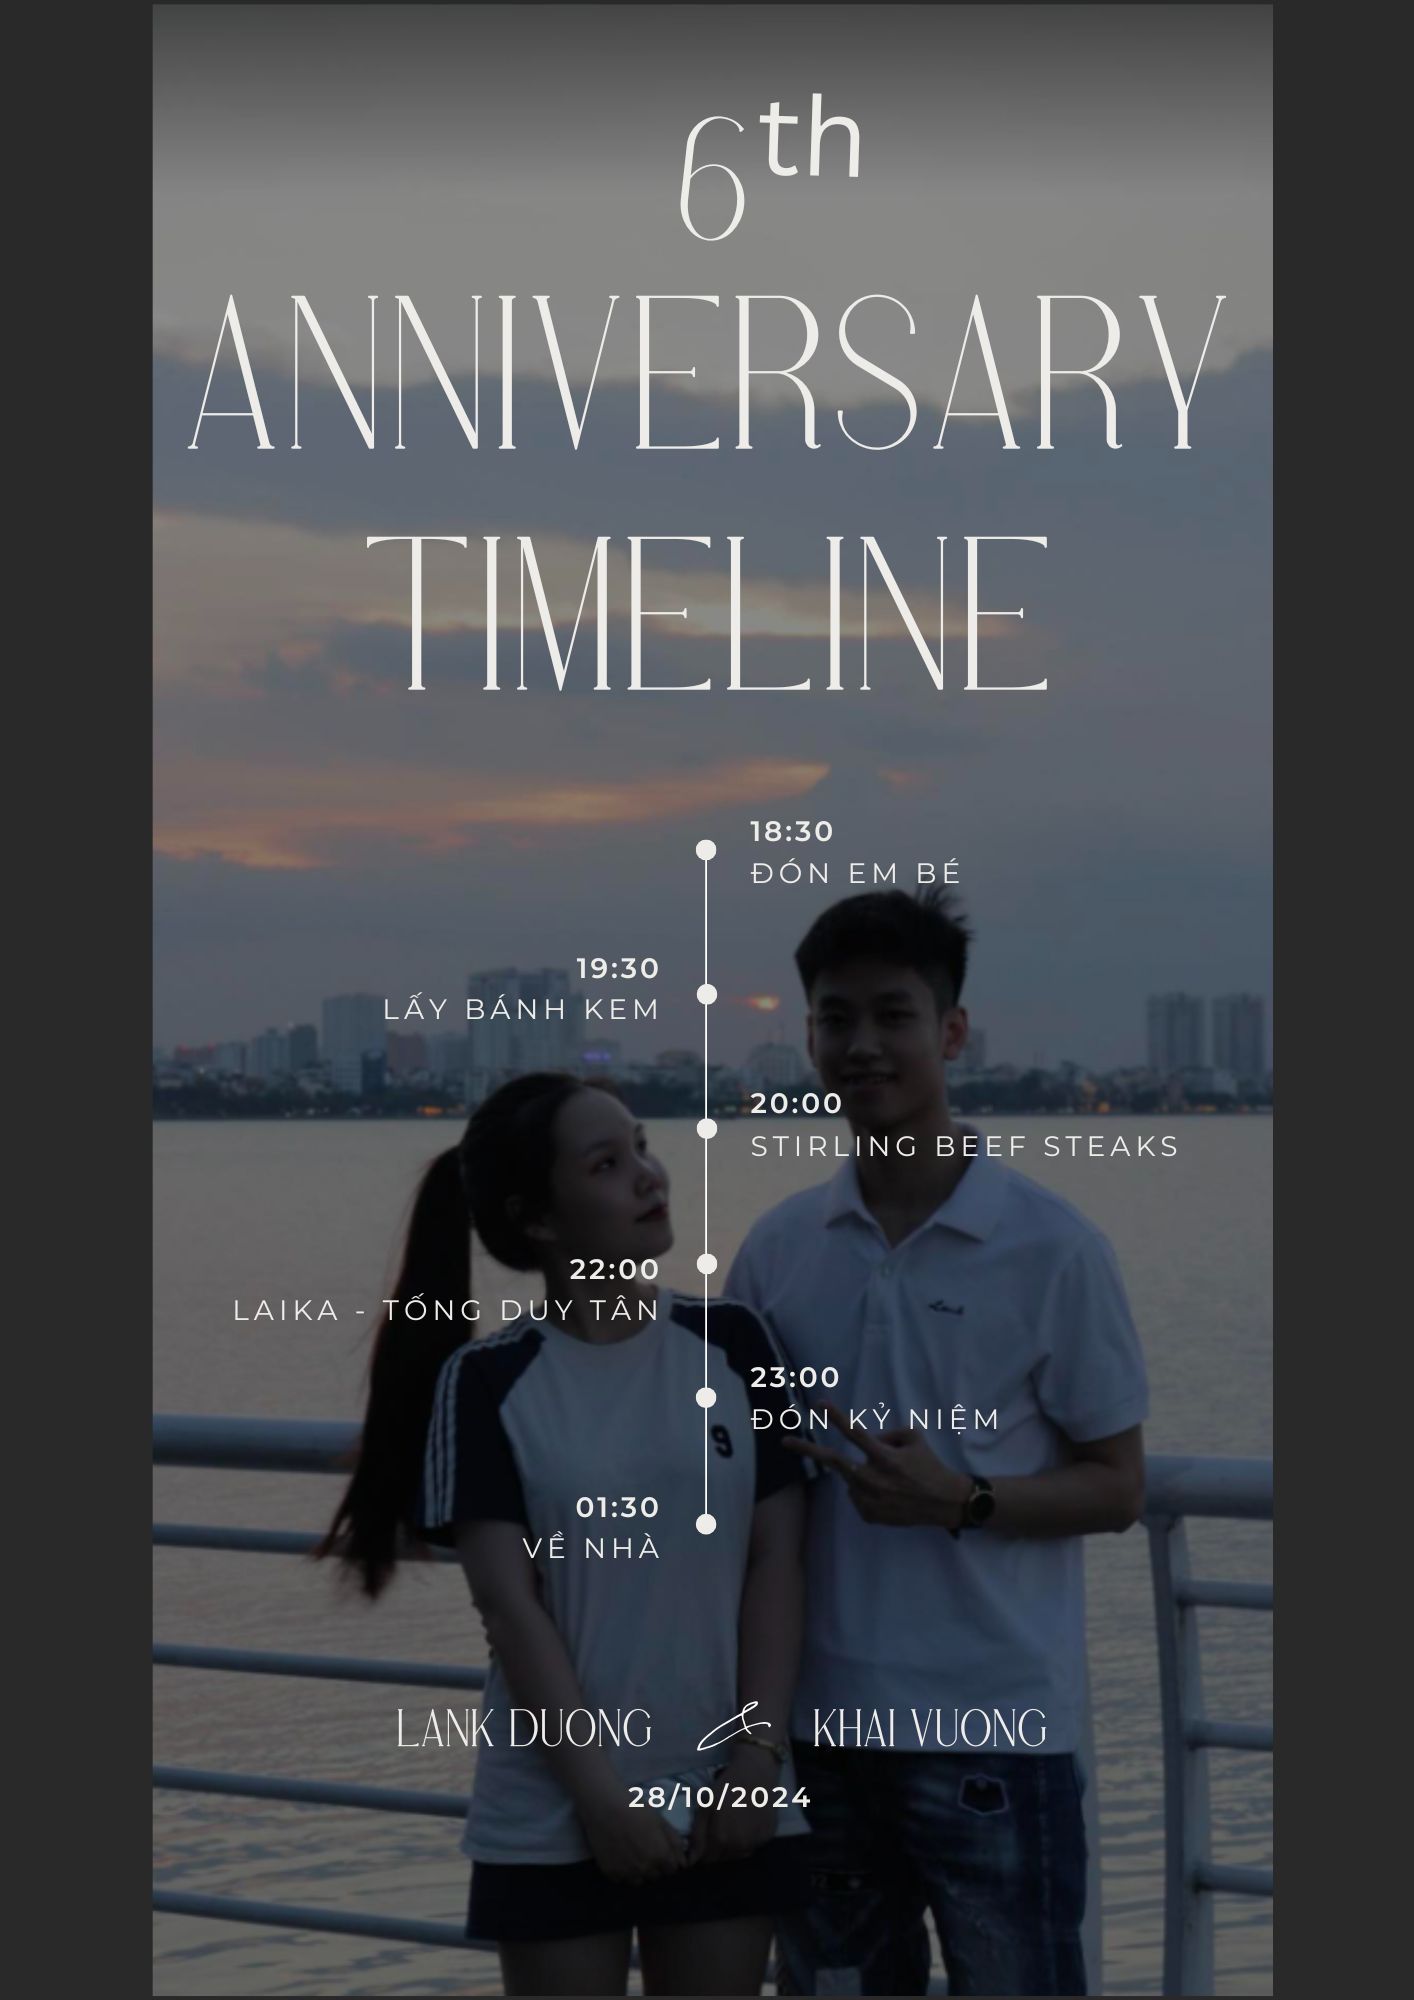 6th
ANNIVERSARY
TIMELINE
18:30
ĐÓN EM BÉ
19:30
LẤY BÁNH KEM
20:00
STIRLING BEEF STEAKS
22:00
LAIKA - TỐNG DUY TÂN
23:00
ĐÓN KỶ NIỆM
9
01:30
VỀ NHÀ
LANK DUONG & KHAI VUONG
28/10/2024